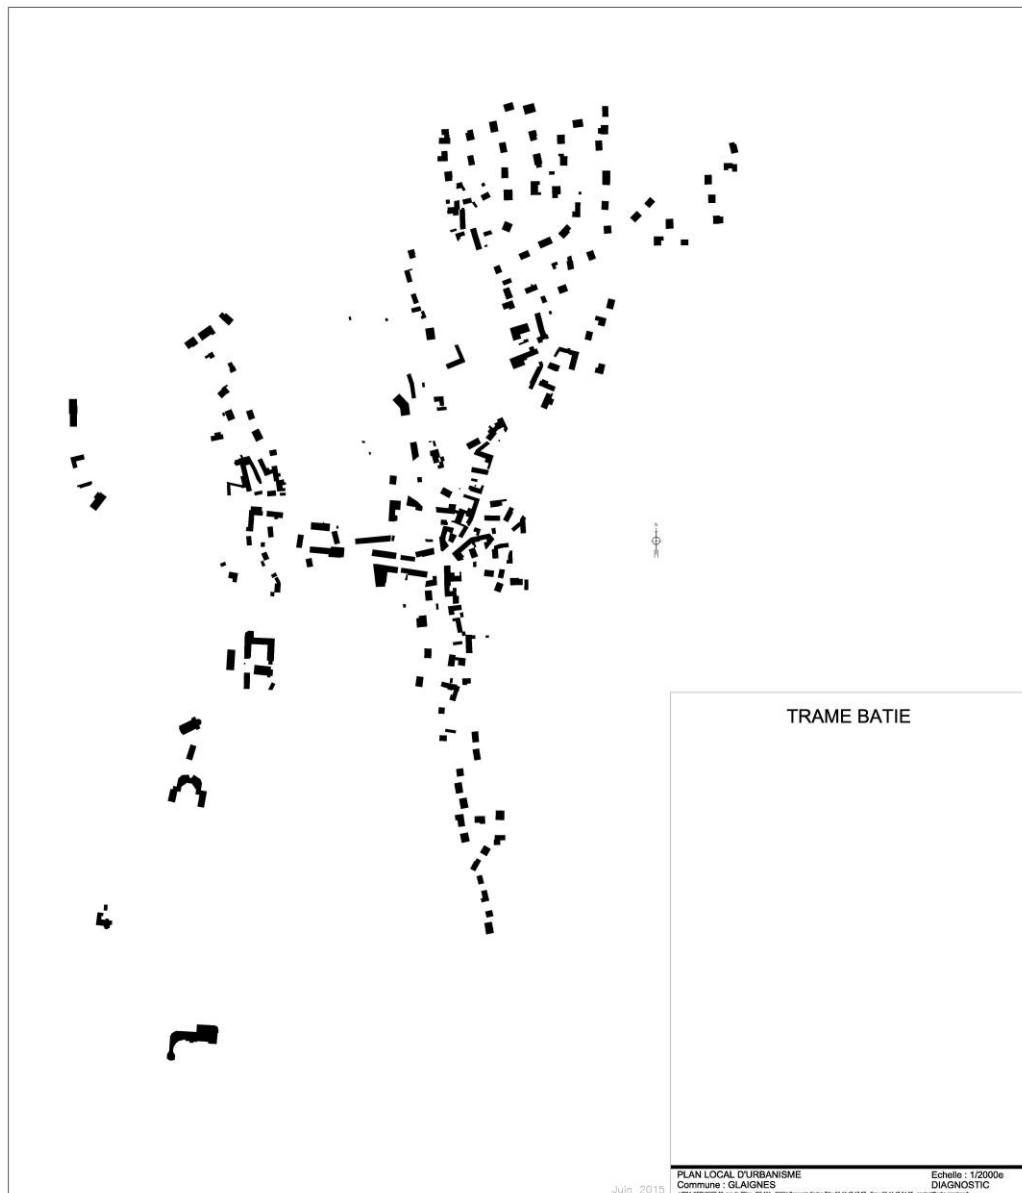 TRAME BATIE
PLAN LOCAL D'URBANISME
Echelle : 1/2000e
Commune : GLAIGNES
DIAGNOSTIC
Juin 2015